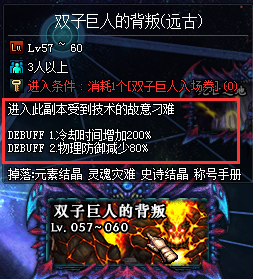 双子巨人的背叛(远古)
Lv Lv57 ~ 60
3人以上
进入条件：消耗1个[双子巨人入场券] (0)
进入此副本受到技术的故意刁难
DEBUFF 1.冷却时间增加200%
DEBUFF 2.物理防御减少80%
掉落:元素结晶 灵魂灾难 史诗结晶 称号手册
双子巨人的背叛
Lv. 057~060